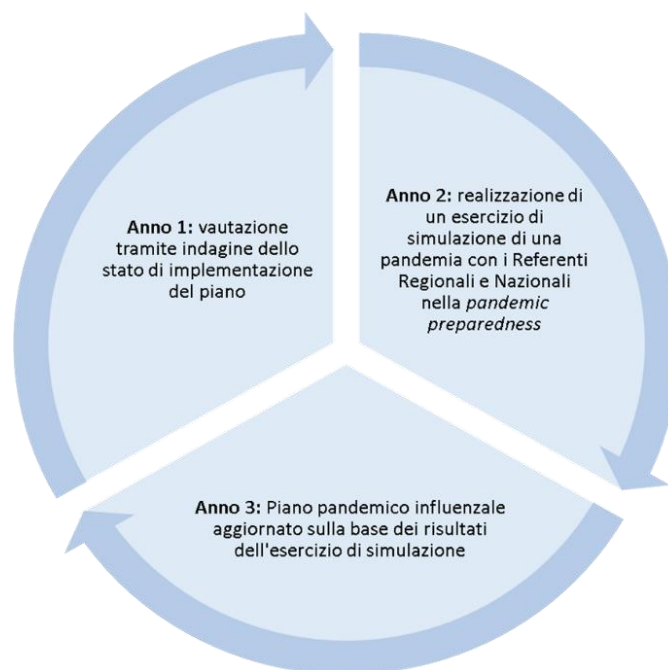 Anno 1: vautazione
tramite indagine dello
stato di implementazione
del piano
Anno 2: realizzazione di
un esercizio di
simulazione di una
pandemia con i Referenti
Regionali e Nazionali
nella pandemic
preparedness
Anno 3: Piano pandemico influenzale
aggiornato sulla base dei risultati
dell'esercizio di simulazione